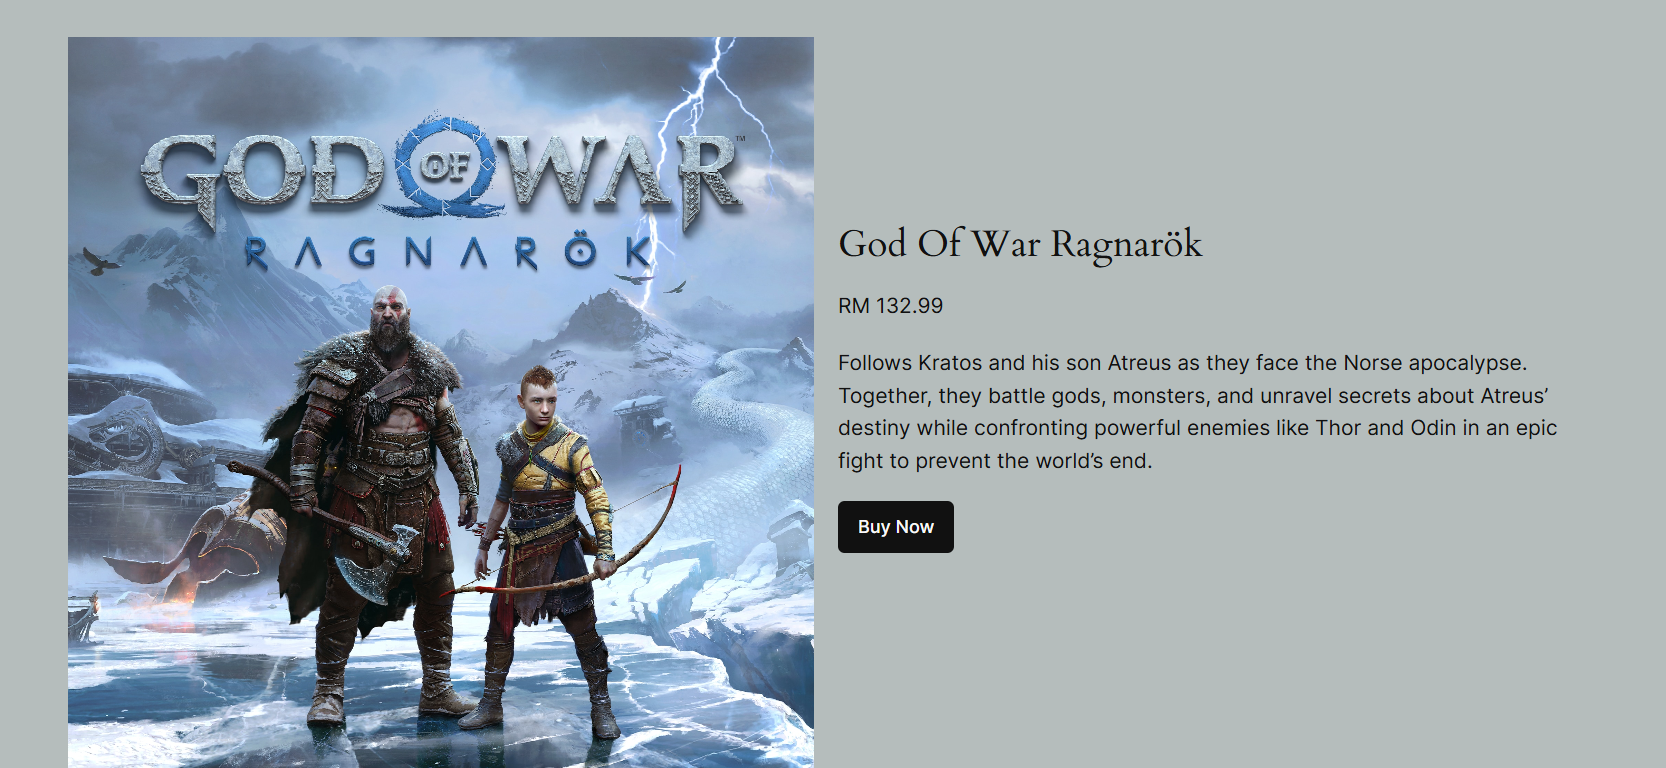 GOD OF WAR™
RAGNARÖK
God Of War Ragnarök
RM 132.99
Follows Kratos and his son Atreus as they face the Norse apocalypse.
Together, they battle gods, monsters, and unravel secrets about Atreus’
destiny while confronting powerful enemies like Thor and Odin in an epic
fight to prevent the world’s end.
Buy Now